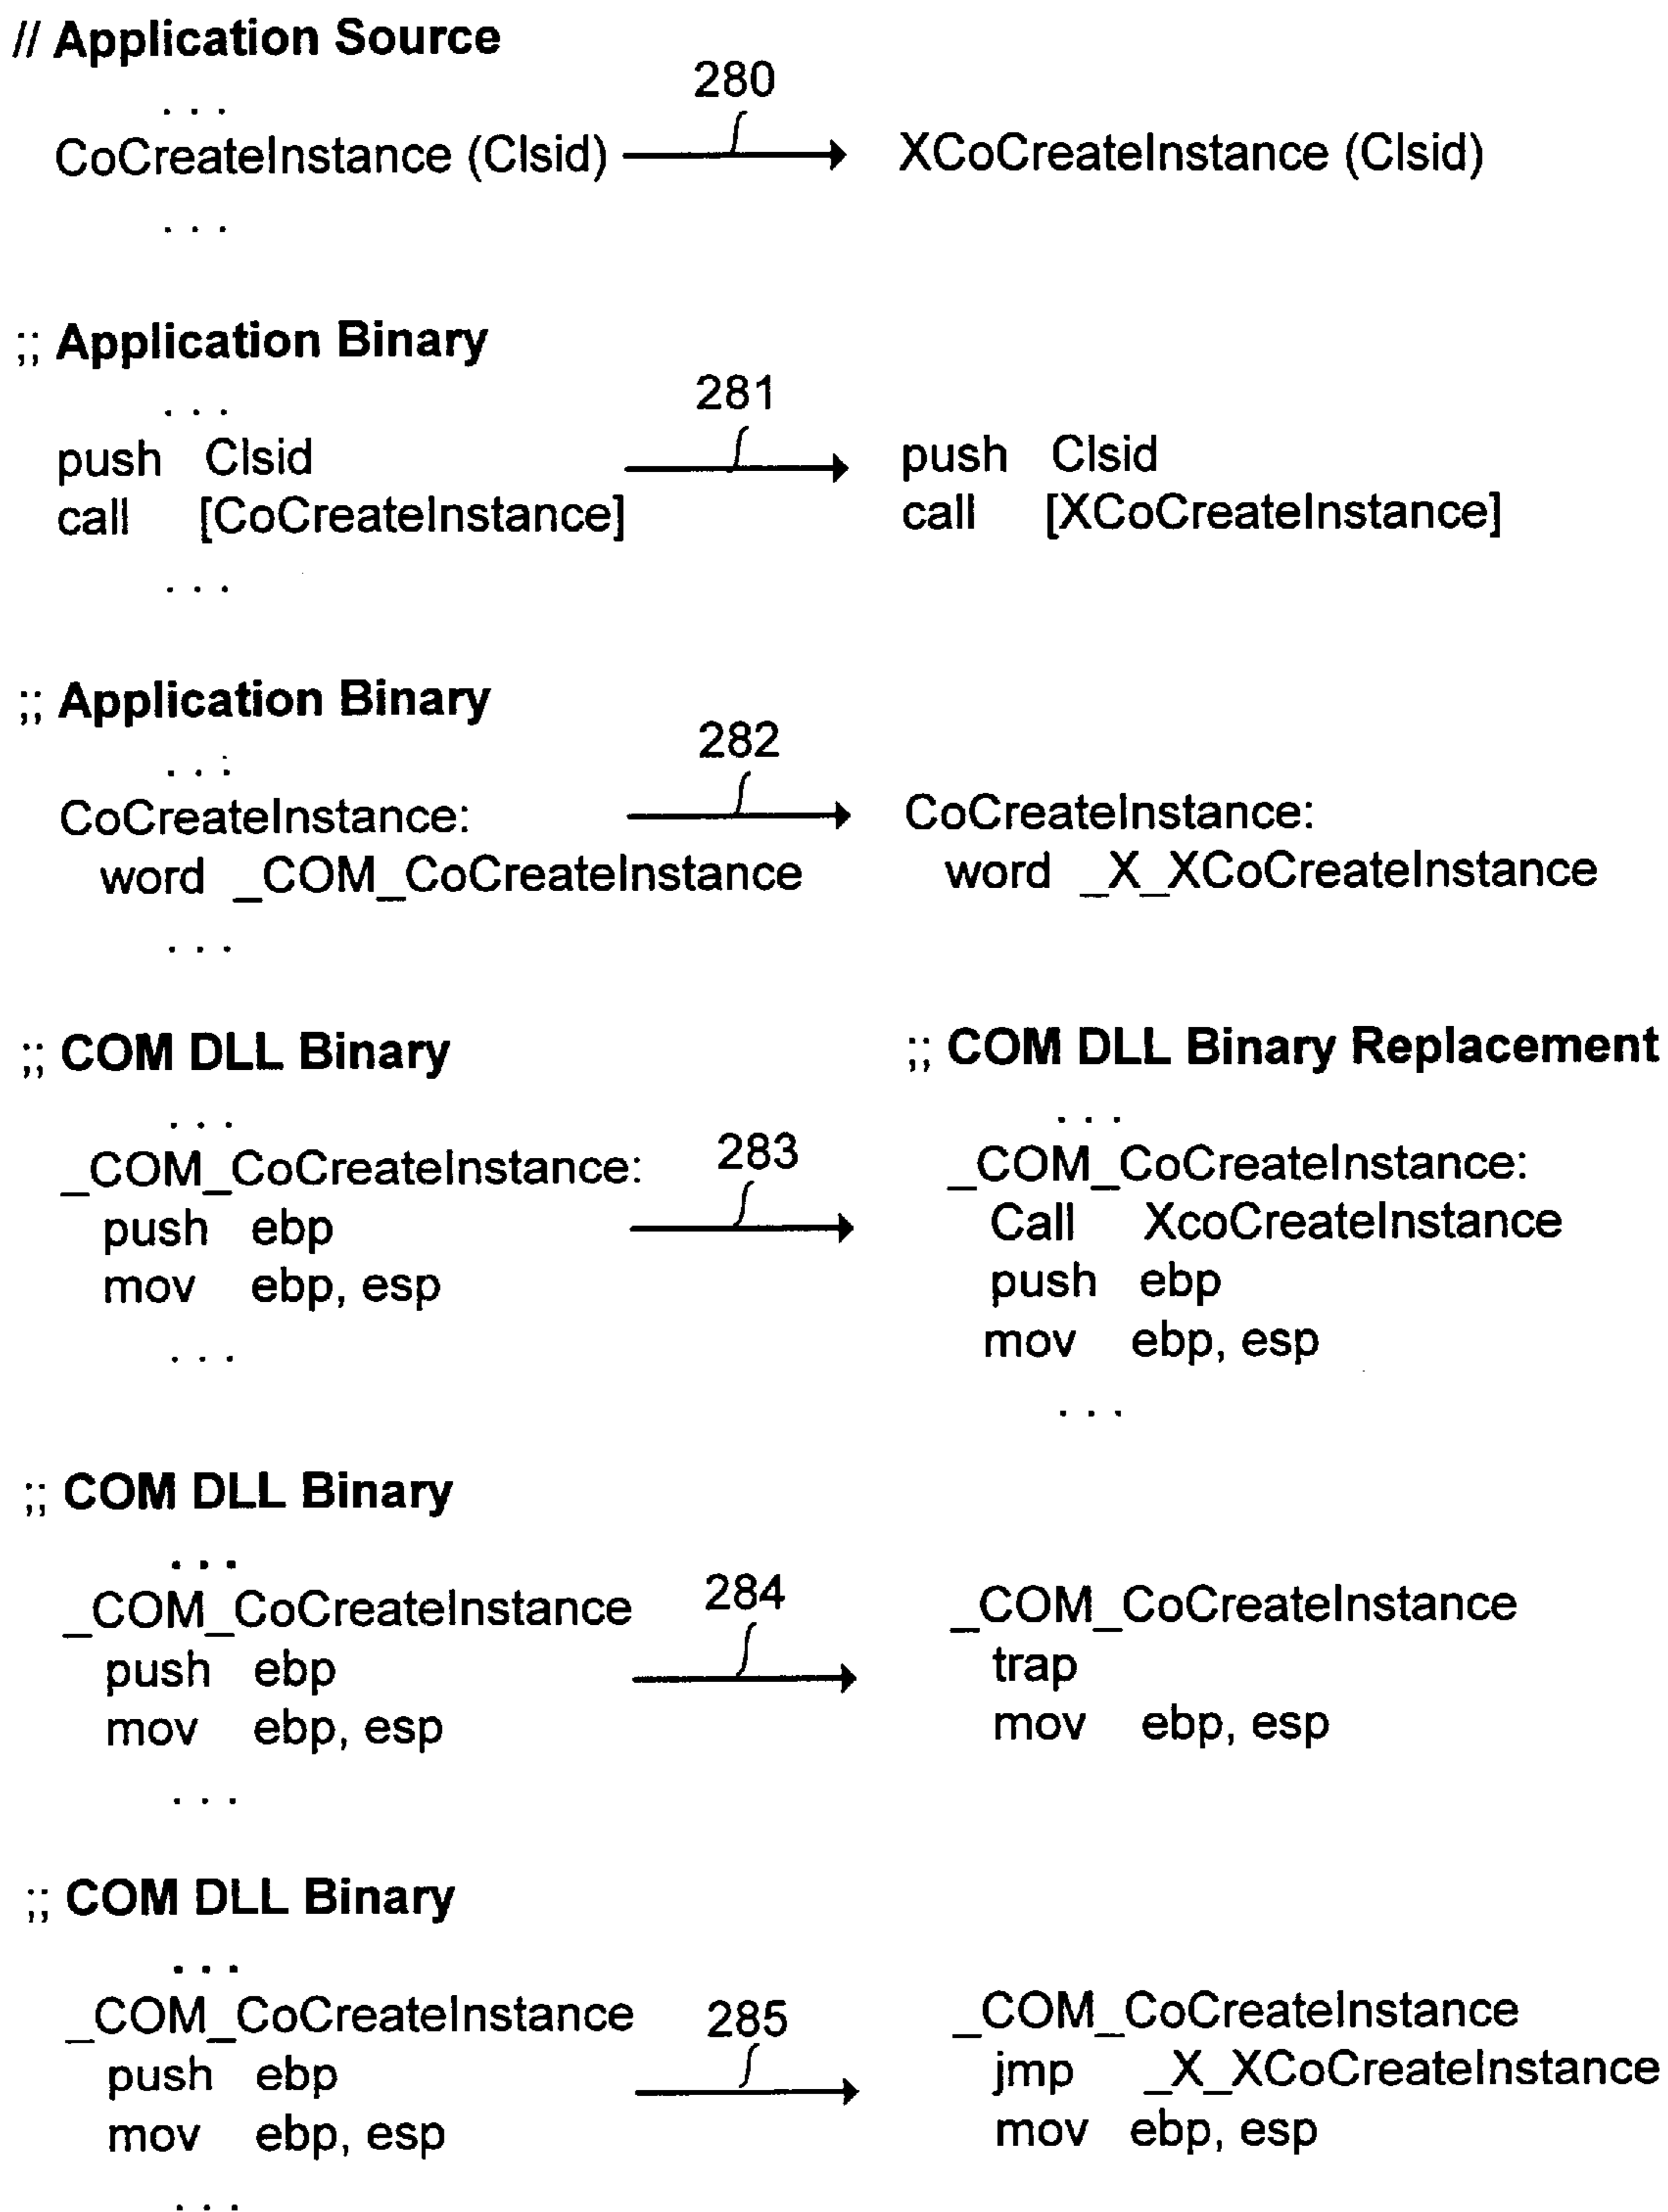 // Application Source
. . .
280
CoCreateInstance (Clsid) XCoCreateInstance (Clsid)
. . .
;; Application Binary
. . .
281
push Clsid push Clsid
call [CoCreateInstance] call [XCoCreateInstance]
. . .
;; Application Binary
. . .
282
CoCreateInstance: CoCreateInstance:
word _COM_CoCreateInstance word _X_XCoCreateInstance
. . .
;; COM DLL Binary ;; COM DLL Binary Replacement
. . . . . .
_COM_CoCreateInstance: 283 _COM_CoCreateInstance:
push ebp Call XcoCreateInstance
mov ebp, esp push ebp
mov ebp, esp
. . .
. . .
;; COM DLL Binary
. . .
_COM_CoCreateInstance 284 _COM_CoCreateInstance
push ebp trap
mov ebp, esp mov ebp, esp
. . .
;; COM DLL Binary
. . .
_COM_CoCreateInstance 285 _COM_CoCreateInstance
push ebp jmp _X_XCoCreateInstance
mov ebp, esp mov ebp, esp
. . .